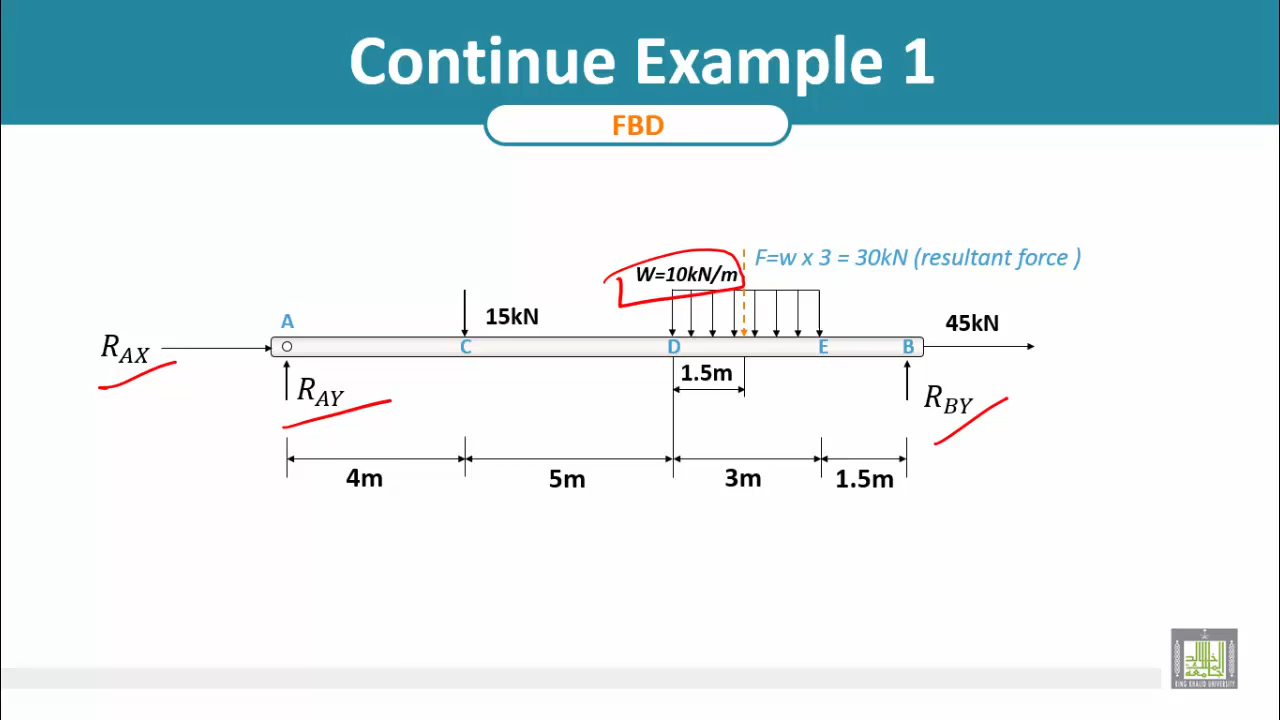 Continue Example 1
FBD
F=w x 3 = 30kN (resultant force )
W=10kN/m
A
15kN
45kN
R_AX
C
D
E
B
1.5m
R_AY
R_BY
4m
5m
3m
1.5m
KING KHALID UNIVERSITY